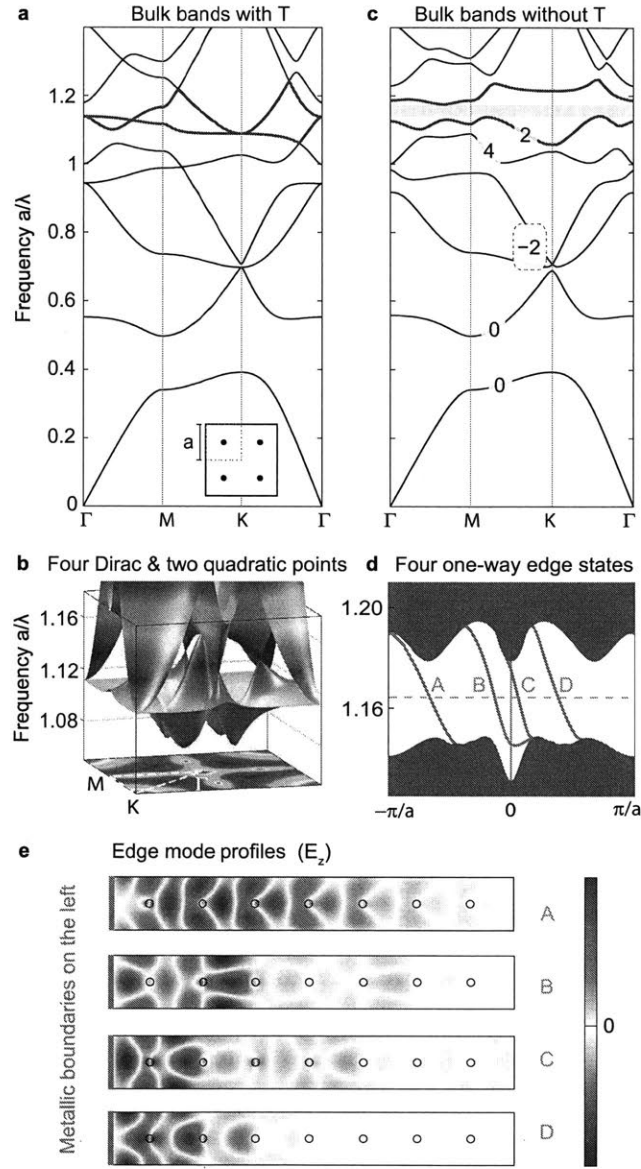 a Bulk bands with T
c Bulk bands without T
Frequency a/λ
1.2
1
0.8
0.6
0.4
0.2
0
a
Γ M K Γ
2
4
−2
0
0
Γ M K Γ
b Four Dirac & two quadratic points
Frequency a/λ
1.16
1.12
1.08
M
K
Γ
d Four one-way edge states
1.20
1.16
A B C D
−π/a 0 π/a
e Edge mode profiles (E_z)
Metallic boundaries on the left
A
B
C
D
0